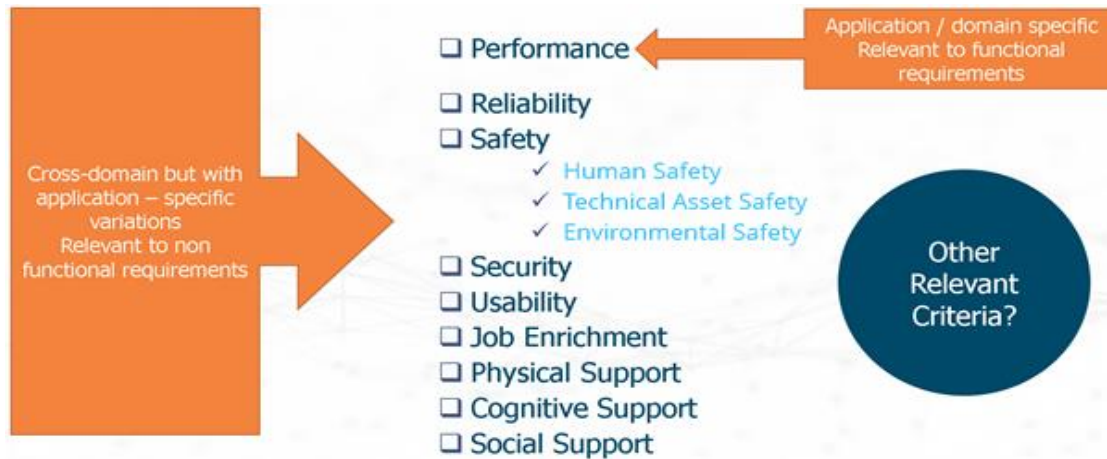 Application / domain specific
Relevant to functional
requirements
Performance
Reliability
Safety
Human Safety
Technical Asset Safety
Environmental Safety
Security
Usability
Job Enrichment
Physical Support
Cognitive Support
Social Support
Cross-domain but with
application – specific
variations
Relevant to non
functional requirements
Other
Relevant
Criteria?